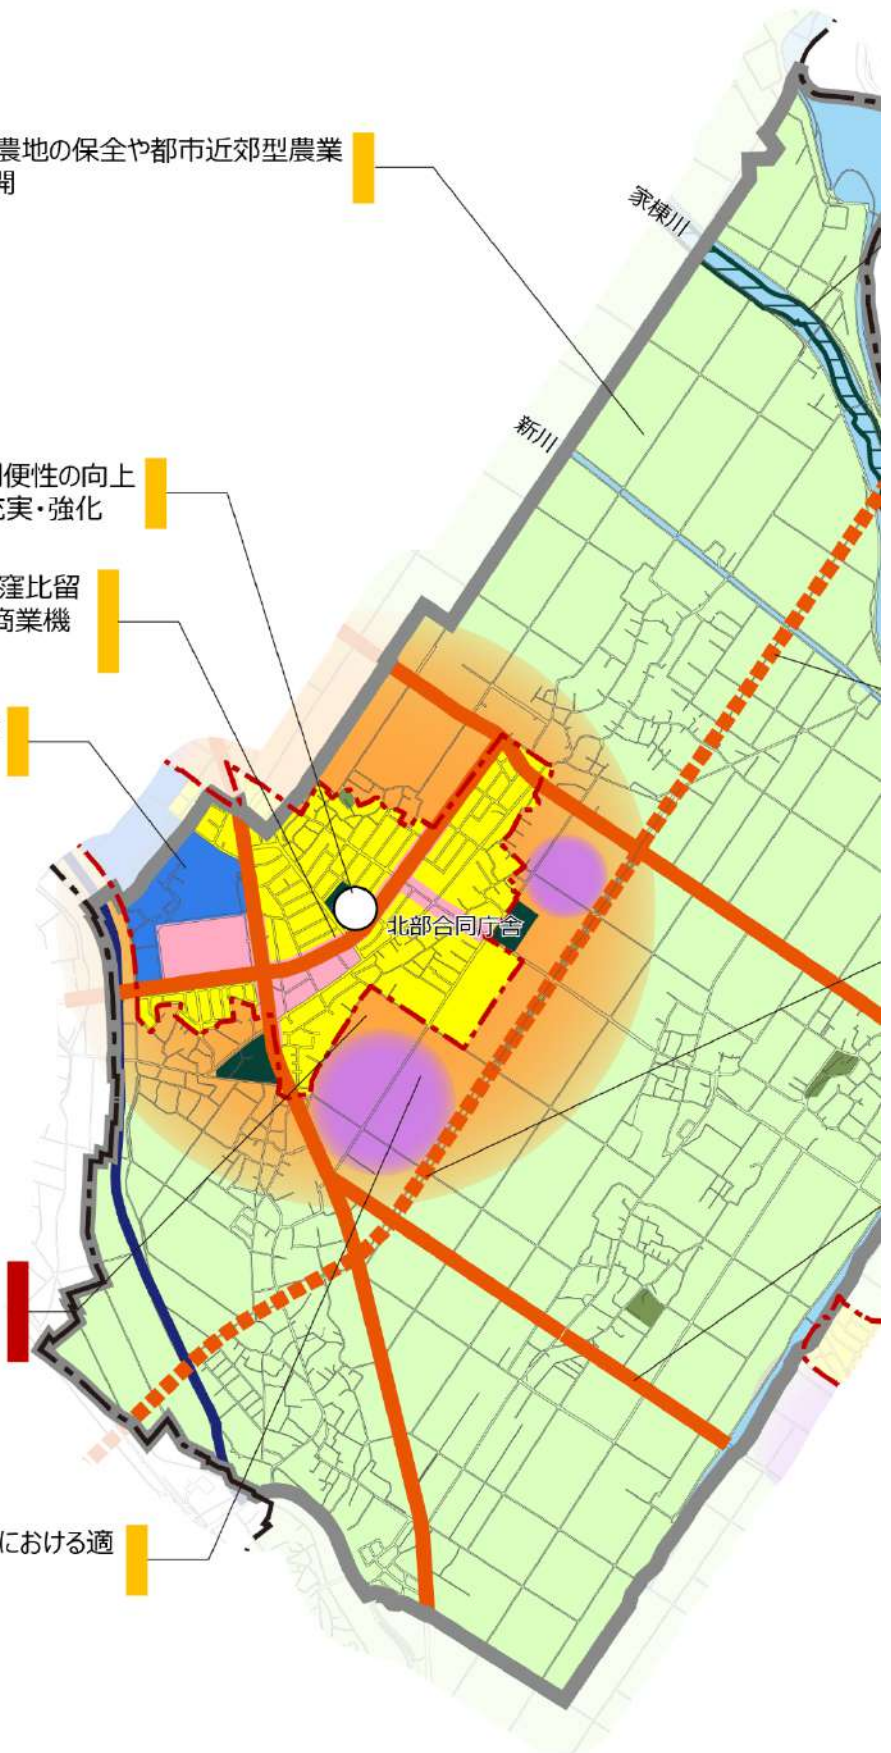 農地の保全や都市近郊型農業
開
家棟川
新川
便性の向上
実・強化
窪比留
商業機
北部合同庁舎
における適